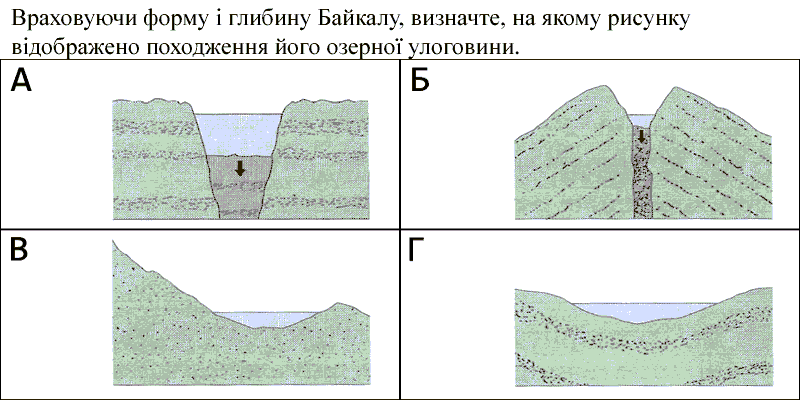 Враховуючи форму і глибину Байкалу, визначте, на якому рисунку
відображено походження його озерної улоговини.
А
Б
В
Г